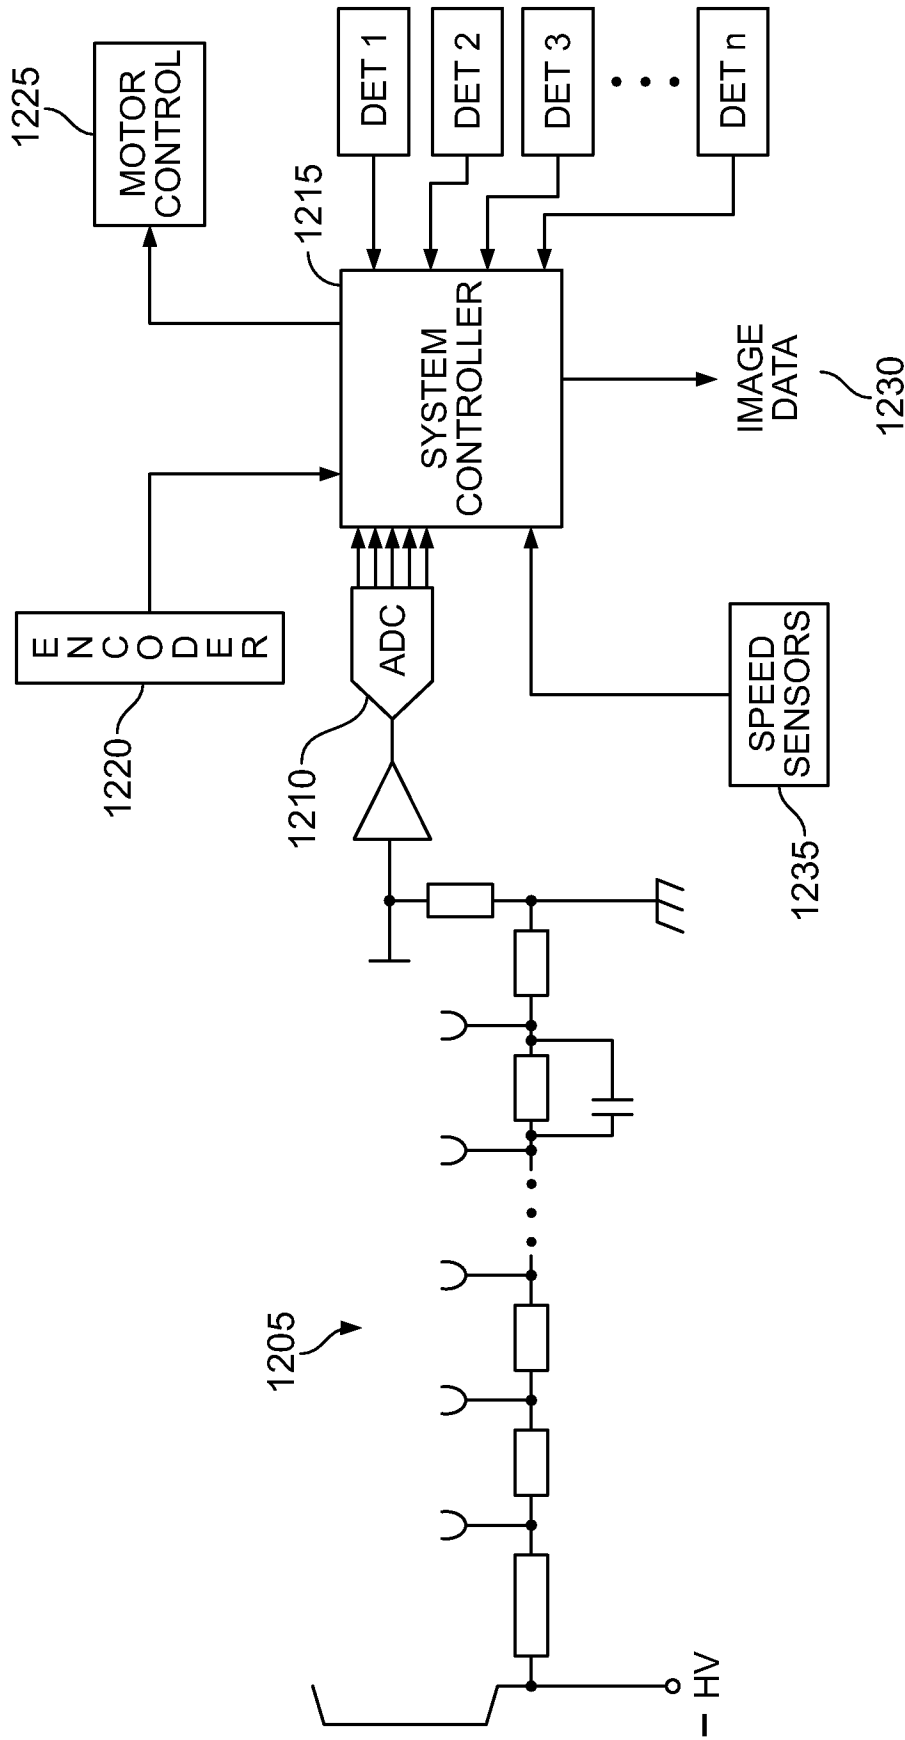 1225
MOTOR
CONTROL
1215
DET 1
DET 2
DET 3
DET n
SYSTEM
CONTROLLER
IMAGE
DATA
1230
ENCODER
1220
ADC
1210
SPEED
SENSORS
1235
1205
– HV